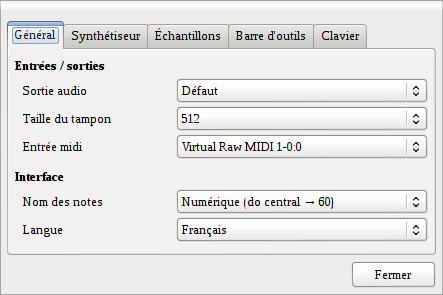 Général Synthétiseur Échantillons Barre d'outils Clavier
Entrées / sorties
Sortie audio Défaut
Taille du tampon 512
Entrée midi Virtual Raw MIDI 1-0:0
Interface
Nom des notes Numérique (do central → 60)
Langue Français
Fermer